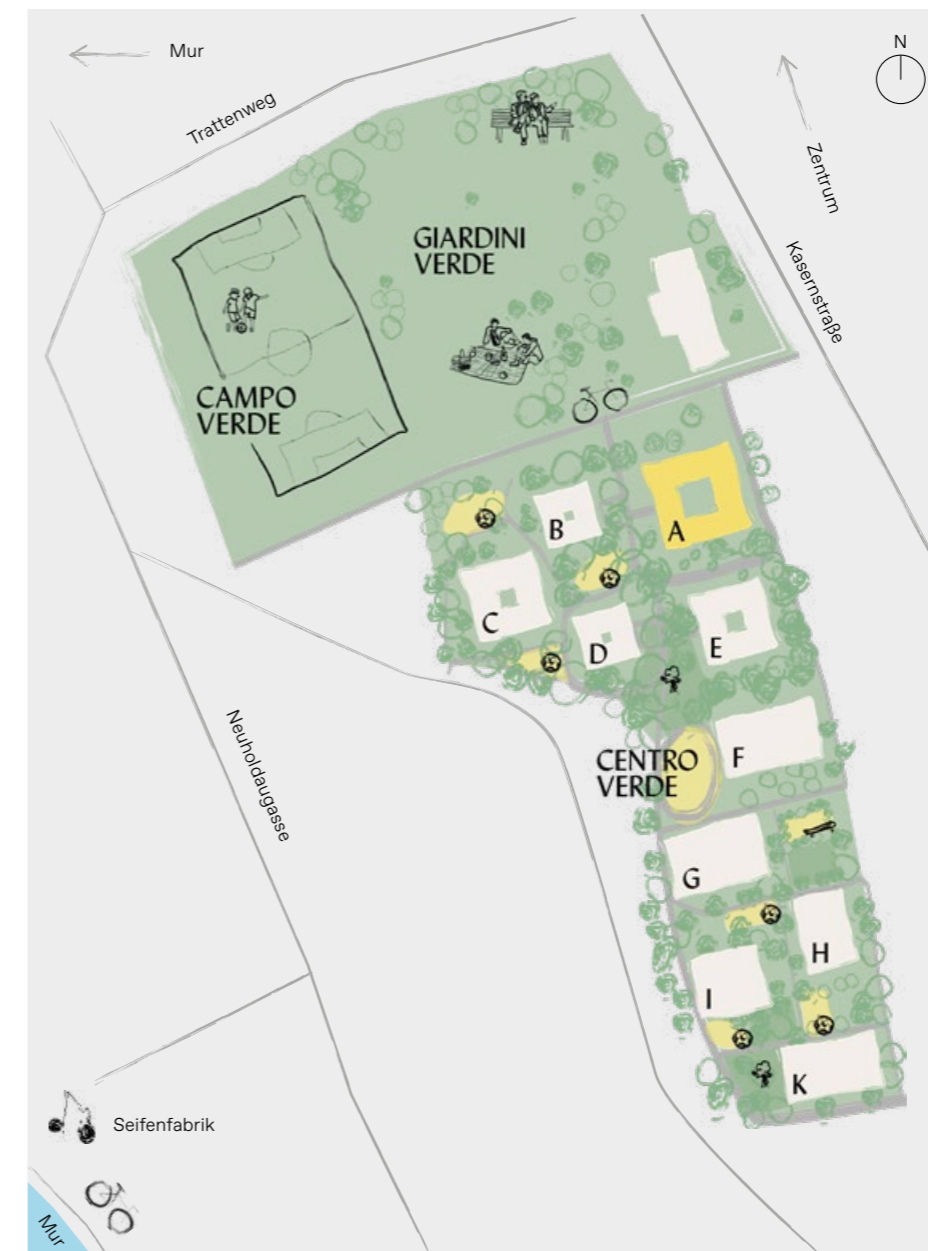 Mur
N
Trattenweg
Zentrum
GIARDINI
VERDE
Kasernstraße
CAMPO
VERDE
B
A
C
D
E
CENTRO
VERDE
F
Neuholdaugasse
G
H
I
K
Seifenfabrik
Mur